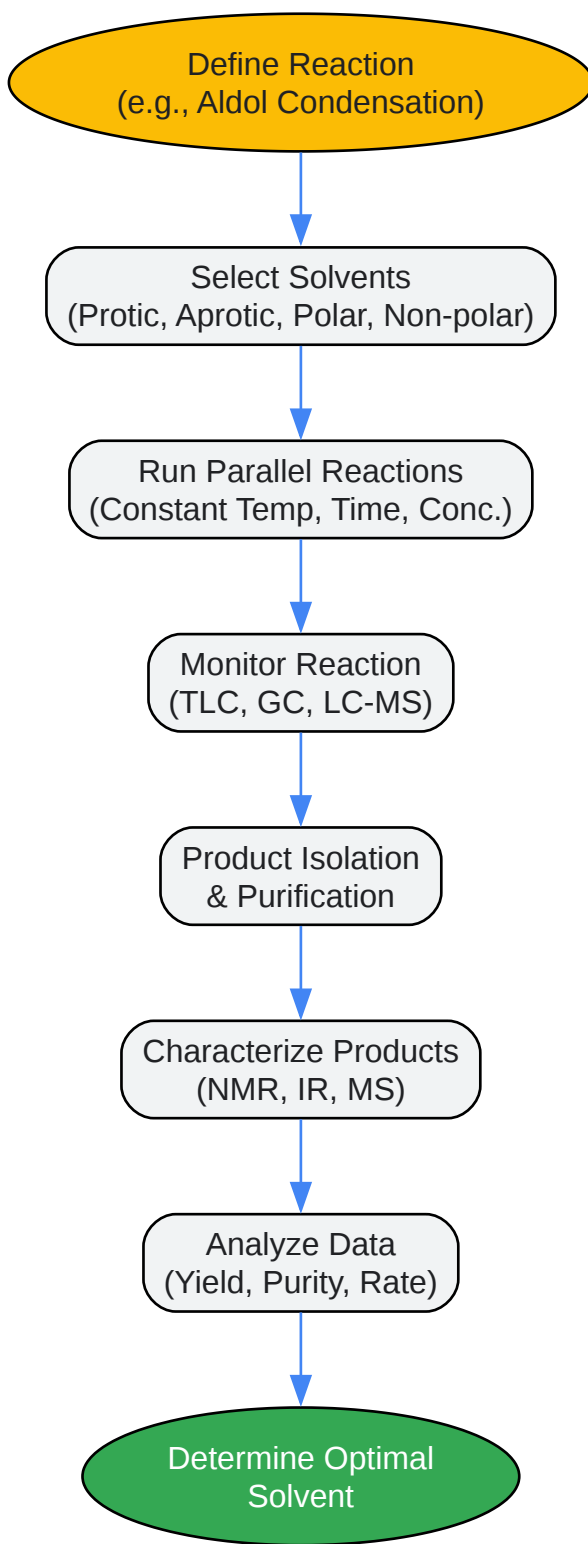 Define Reaction
(e.g., Aldol Condensation)
Select Solvents
(Protic, Aprotic, Polar, Non-polar)
Run Parallel Reactions
(Constant Temp, Time, Conc.)
Monitor Reaction
(TLC, GC, LC-MS)
Product Isolation
& Purification
Characterize Products
(NMR, IR, MS)
Analyze Data
(Yield, Purity, Rate)
Determine Optimal
Solvent